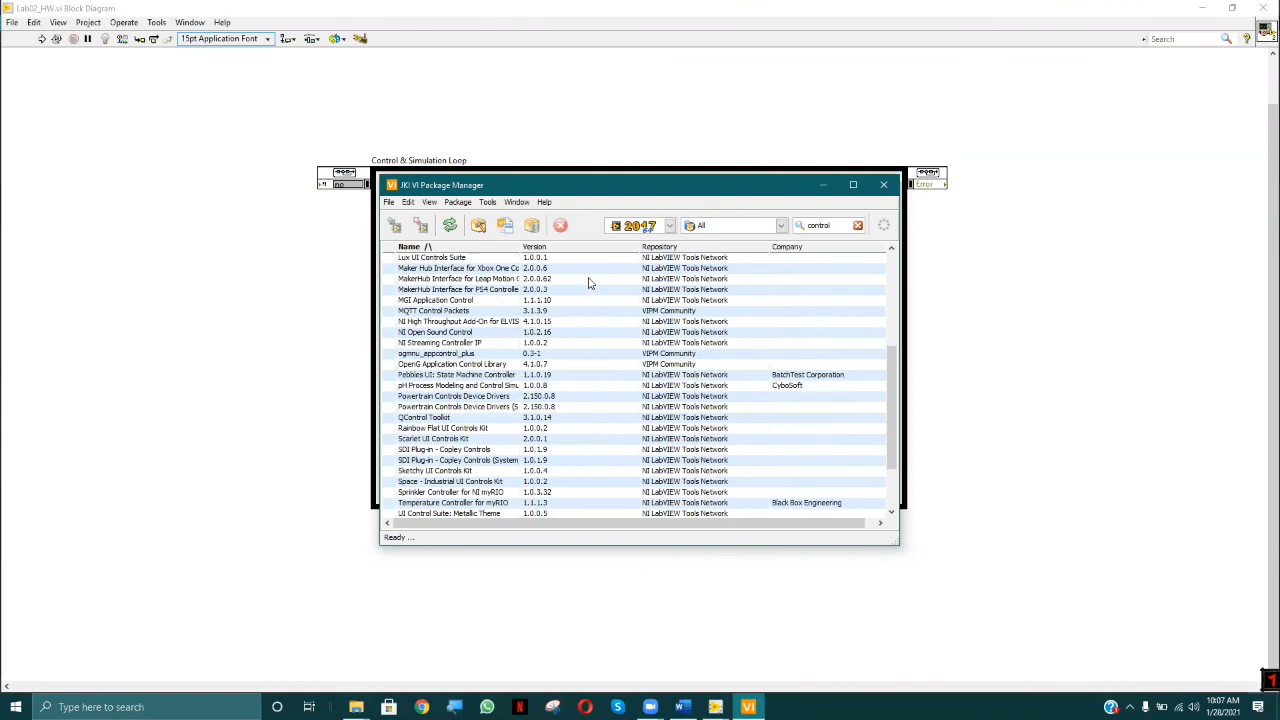 Lab02_HW.vi Block Diagram
File Edit View Project Operate Tools Window Help
15pt Application Font
Search
Control & Simulation Loop
no
Error
VI JKI VI Package Manager
File Edit View Package Tools Window Help
2017 All control
Name /\ Version Repository Company
Lux UI Controls Suite 1.0.0.1 NI LabVIEW Tools Network
Maker Hub Interface for Xbox One Co 2.0.0.6 NI LabVIEW Tools Network
MakerHub Interface for Leap Motion C 2.0.0.62 NI LabVIEW Tools Network
MakerHub Interface for PS4 Controlle 2.0.0.3 NI LabVIEW Tools Network
MGI Application Control 1.1.1.10 NI LabVIEW Tools Network
MQTT Control Packets 3.1.3.9 VIPM Community
NI High Throughput Add-On for ELVIS 4.1.0.15 NI LabVIEW Tools Network
NI Open Sound Control 1.0.2.16 NI LabVIEW Tools Network
NI Streaming Controller IP 1.0.0.2 NI LabVIEW Tools Network
ogmnu_appcontrol_plus 0.3-1 VIPM Community
OpenG Application Control Library 4.1.0.7 VIPM Community
Pebbles UI: State Machine Controller 1.1.0.19 NI LabVIEW Tools Network BatchTest Corporation
pH Process Modeling and Control Simu 1.0.0.8 NI LabVIEW Tools Network CyboSoft
Powertrain Controls Device Drivers 2.150.0.8 NI LabVIEW Tools Network
Powertrain Controls Device Drivers (S 2.150.0.8 NI LabVIEW Tools Network
QControl Toolkit 3.1.0.14 NI LabVIEW Tools Network
Rainbow Flat UI Controls Kit 1.0.0.2 NI LabVIEW Tools Network
Scarlet UI Controls Kit 2.0.0.1 NI LabVIEW Tools Network
SDI Plug-in - Copley Controls 1.0.1.9 NI LabVIEW Tools Network
SDI Plug-in - Copley Controls (System 1.0.1.9 NI LabVIEW Tools Network
Sketchy UI Controls Kit 1.0.0.4 NI LabVIEW Tools Network
Space - Industrial UI Controls Kit 1.0.0.2 NI LabVIEW Tools Network
Sprinkler Controller for NI myRIO 1.0.3.32 NI LabVIEW Tools Network
Temperature Controller for myRIO 1.1.1.3 NI LabVIEW Tools Network Black Box Engineering
UI Control Suite: Metallic Theme 1.0.0.5 NI LabVIEW Tools Network
Ready ...
Type here to search
10:07 AM
1/28/2021